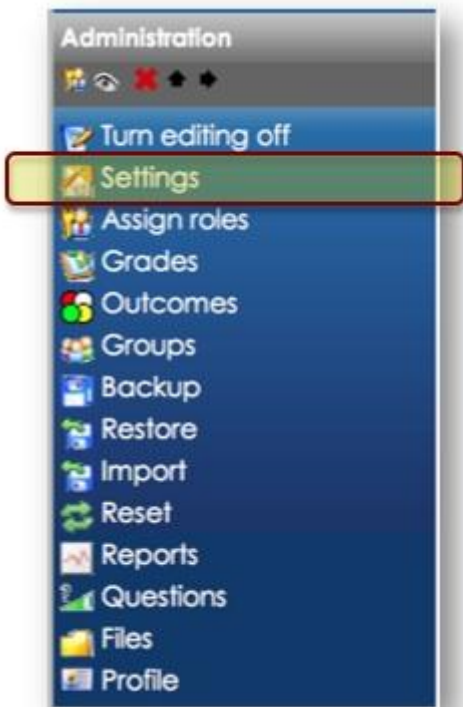 Administration
Turn editing off
Settings
Assign roles
Grades
Outcomes
Groups
Backup
Restore
Import
Reset
Reports
Questions
Files
Profile